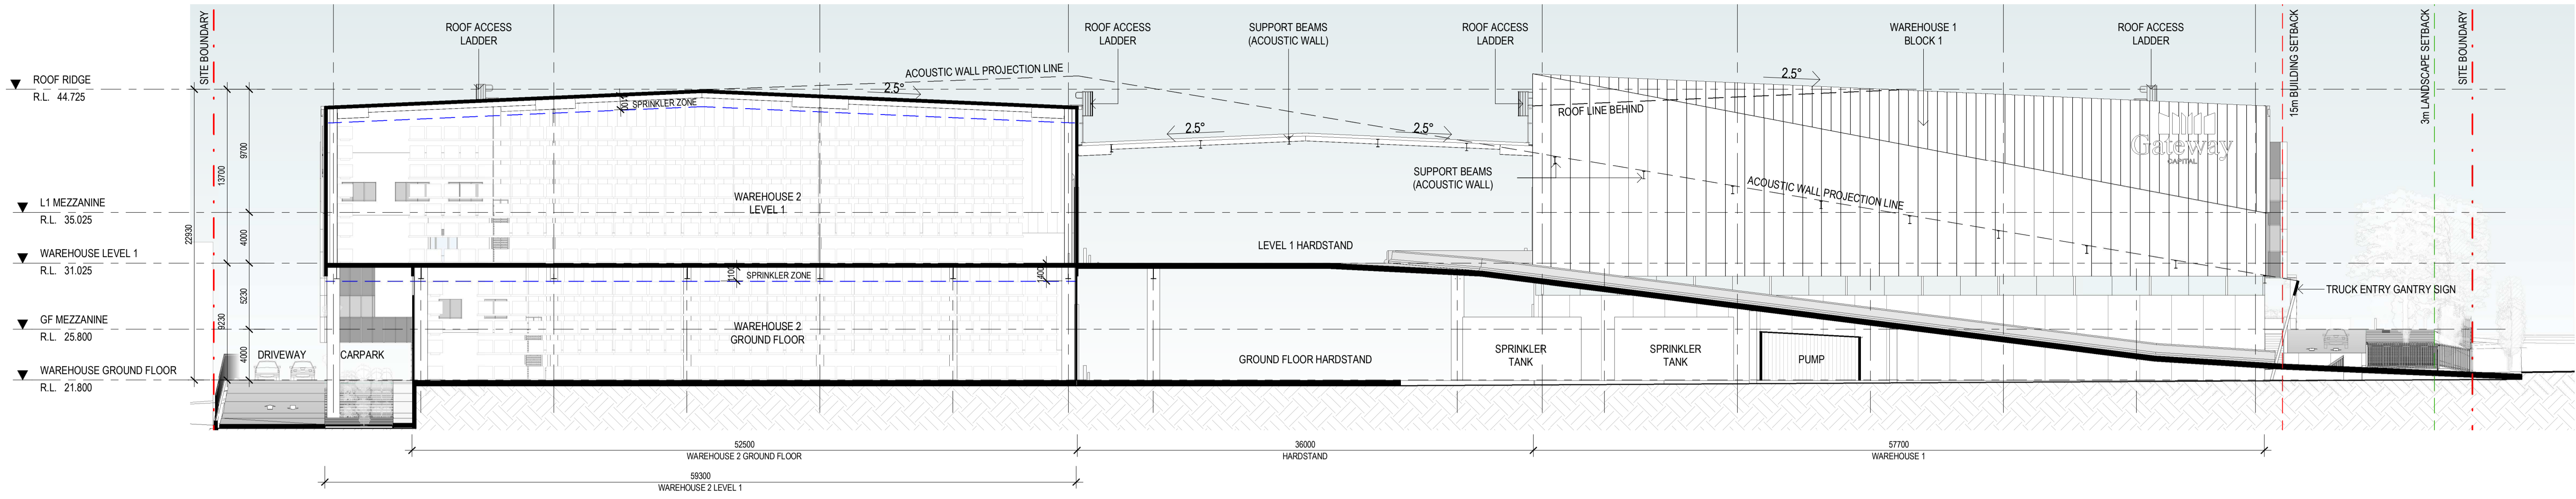 SITE BOUNDARY
ROOF ACCESS
LADDER
ROOF ACCESS
LADDER
SUPPORT BEAMS
(ACOUSTIC WALL)
ROOF ACCESS
LADDER
WAREHOUSE 1
BLOCK 1
ROOF ACCESS
LADDER
15m BUILDING SETBACK
3m LANDSCAPE SETBACK
SITE BOUNDARY
ROOF RIDGE
R.L. 44.725
ACOUSTIC WALL PROJECTION LINE
2.5°
2.5°
SPRINKLER ZONE
ROOF LINE BEHIND
2.5°
2.5°
Gateway
CAPITAL
9700
13700
SUPPORT BEAMS
(ACOUSTIC WALL)
ACOUSTIC WALL PROJECTION LINE
L1 MEZZANINE
R.L. 35.025
WAREHOUSE 2
LEVEL 1
22930
4000
WAREHOUSE LEVEL 1
R.L. 31.025
LEVEL 1 HARDSTAND
SPRINKLER ZONE
1100
1400
TRUCK ENTRY GANTRY SIGN
5230
9230
GF MEZZANINE
R.L. 25.800
WAREHOUSE 2
GROUND FLOOR
4000
DRIVEWAY
CARPARK
GROUND FLOOR HARDSTAND
SPRINKLER
TANK
SPRINKLER
TANK
PUMP
WAREHOUSE GROUND FLOOR
R.L. 21.800
52500
WAREHOUSE 2 GROUND FLOOR
36000
HARDSTAND
57700
WAREHOUSE 1
59300
WAREHOUSE 2 LEVEL 1